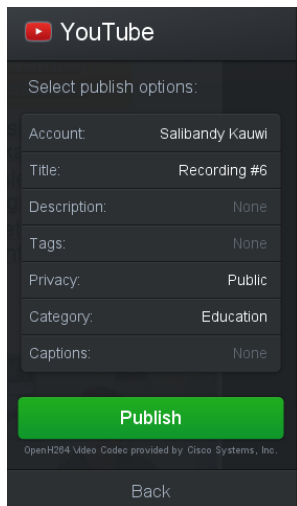 YouTube
Select publish options:
Account: Salibandy Kauwi
Title: Recording #6
Description: None
Tags: None
Privacy: Public
Category: Education
Captions: None
Publish
OpenH264 Video Codec provided by Cisco Systems, Inc.
Back